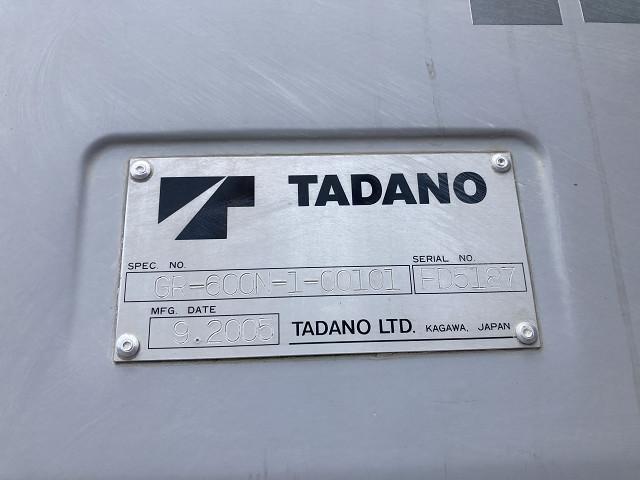 TADANO
SPEC. NO. SERIAL NO.
GR-600N-1-00101 FD5127
MFG. DATE
9.2005 TADANO LTD. KAGAWA, JAPAN